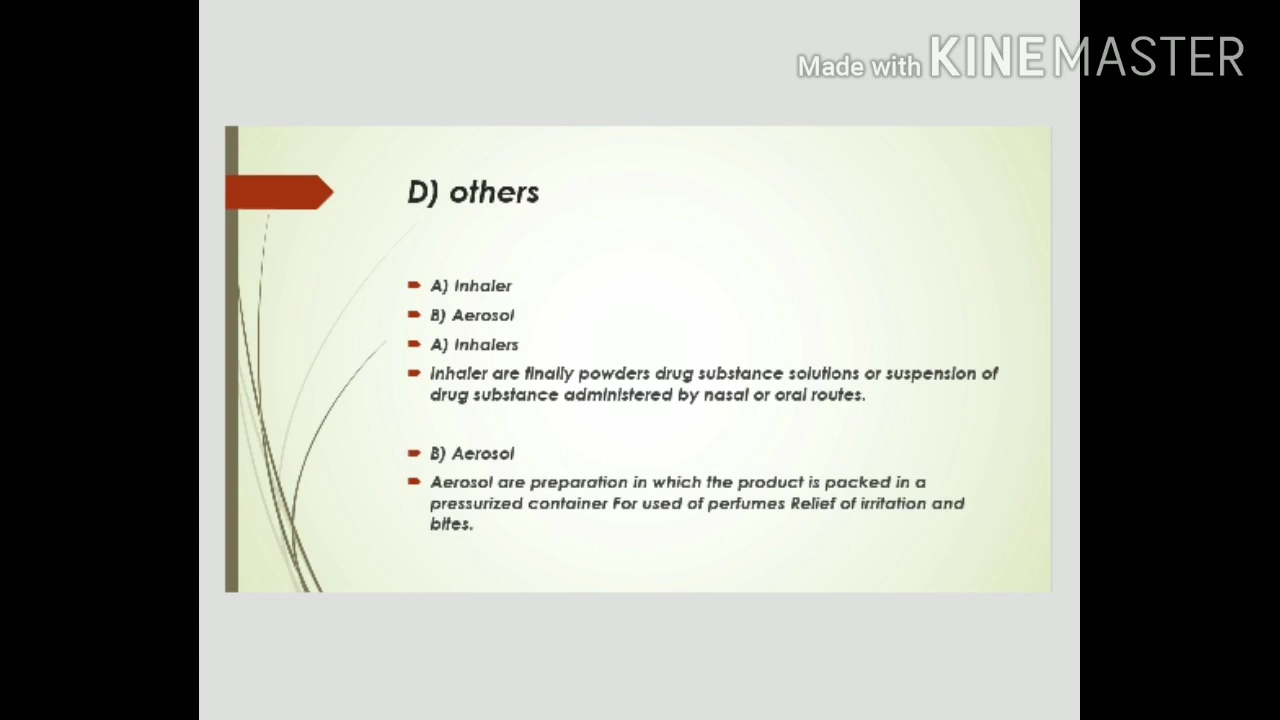 Made with KINEMASTER
D) others
A) Inhaler
B) Aerosol
A) Inhalers
Inhaler are finally powders drug substance solutions or suspension of
drug substance administered by nasal or oral routes.
B) Aerosol
Aerosol are preparation in which the product is packed in a
pressurized container For used of perfumes Relief of irritation and
bites.